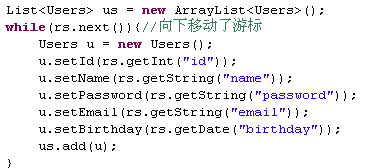 List<Users> us = new ArrayList<Users>();
while(rs.next()){//向下移动了游标
Users u = new Users();
u.setId(rs.getInt("id"));
u.setName(rs.getString("name"));
u.setPassword(rs.getString("password"));
u.setEmail(rs.getString("email"));
u.setBirthday(rs.getDate("birthday"));
us.add(u);
}